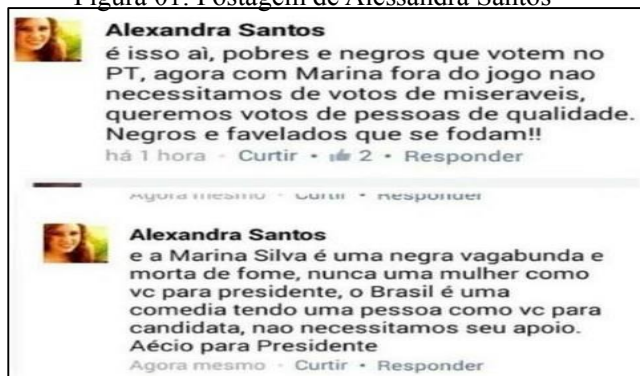 Figura 01: Postagem de Alessandra Santos
Alexandra Santos
é isso aì, pobres e negros que votem no
PT, agora com Marina fora do jogo nao
necessitamos de votos de miseraveis,
queremos votos de pessoas de qualidade.
Negros e favelados que se fodam!!
há 1 hora · Curtir · 2 · Responder
Agora mesmo · Curtir · Responder
Alexandra Santos
e a Marina Silva é uma negra vagabunda e
morta de fome, nunca uma mulher como
vc para presidente, o Brasil é uma
comedia tendo uma pessoa como vc para
candidata, nao necessitamos seu apoio.
Aécio para Presidente
Agora mesmo · Curtir · Responder